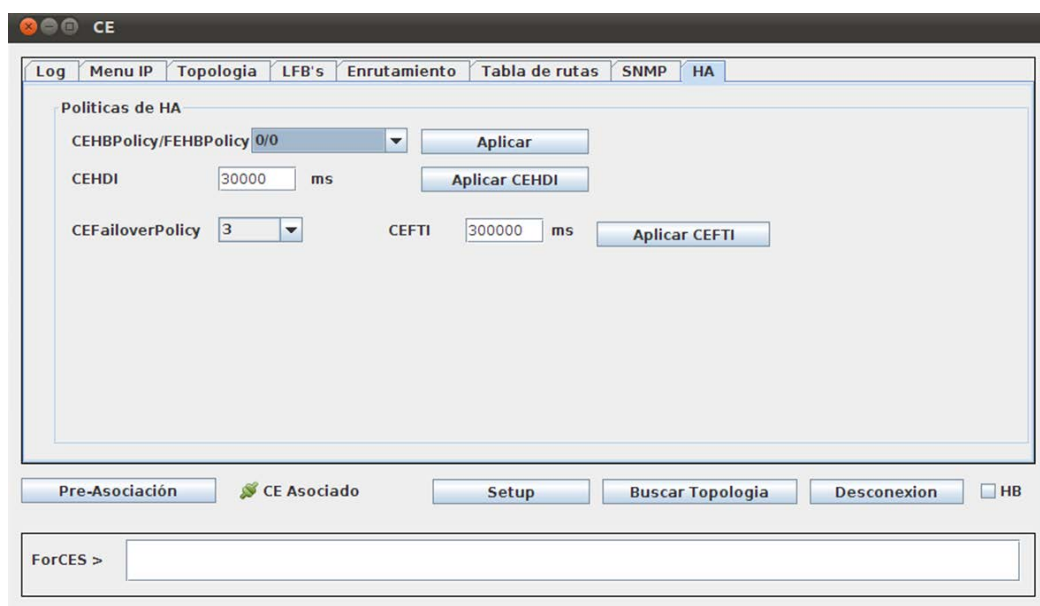 CE
Log Menu IP Topologia LFB's Enrutamiento Tabla de rutas SNMP HA
Politicas de HA
CEHBPolicy/FEHBPolicy 0/0 Aplicar
CEHDI 30000 ms Aplicar CEHDI
CEFailoverPolicy 3 CEFTI 300000 ms Aplicar CEFTI
Pre-Asociación CE Asociado Setup Buscar Topologia Desconexion HB
ForCES >